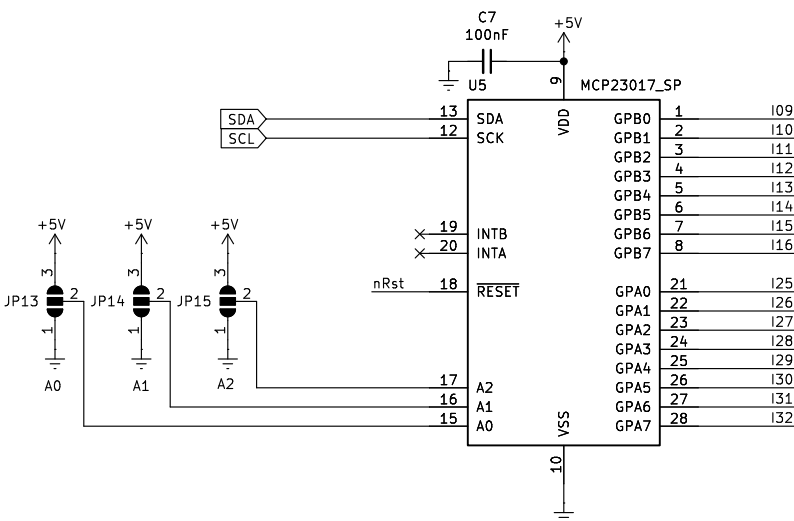 C7
100nF
+5V
9
U5
MCP23017_SP
VDD
SDA
13
SDA
GPB0
1
I09
SCL
12
SCK
GPB1
2
I10
GPB2
3
I11
GPB3
4
I12
GPB4
5
I13
GPB5
6
I14
+5V
+5V
+5V
19
INTB
GPB6
7
I15
20
INTA
GPB7
8
I16
3
3
3
nRst
18
RESET
GPA0
21
I25
JP13
2
JP14
2
JP15
2
GPA1
22
I26
1
1
1
GPA2
23
I27
GPA3
24
I28
GPA4
25
I29
A0
A1
A2
17
A2
GPA5
26
I30
16
A1
GPA6
27
I31
15
A0
GPA7
28
I32
VSS
10